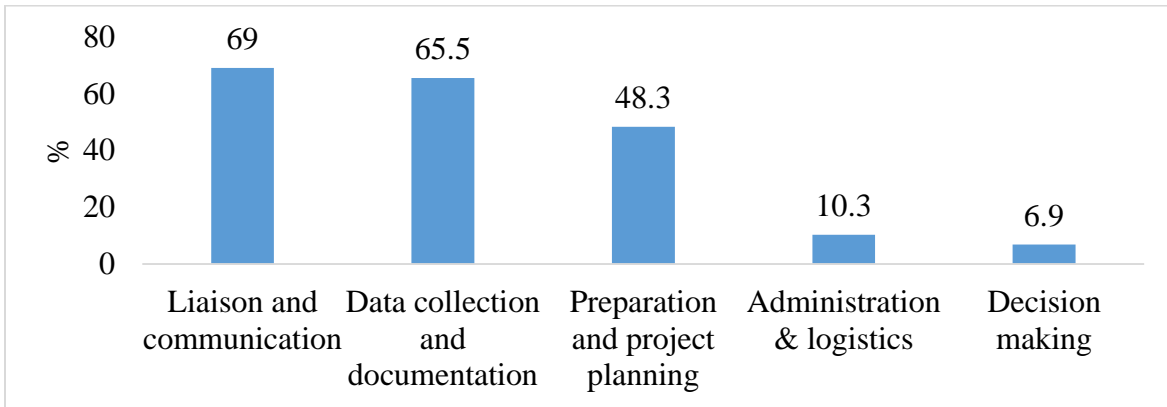 80
60
40
20
0
%
69
65.5
48.3
10.3
6.9
Liaison and
communication
Data collection
and
documentation
Preparation
and project
planning
Administration
& logistics
Decision
making